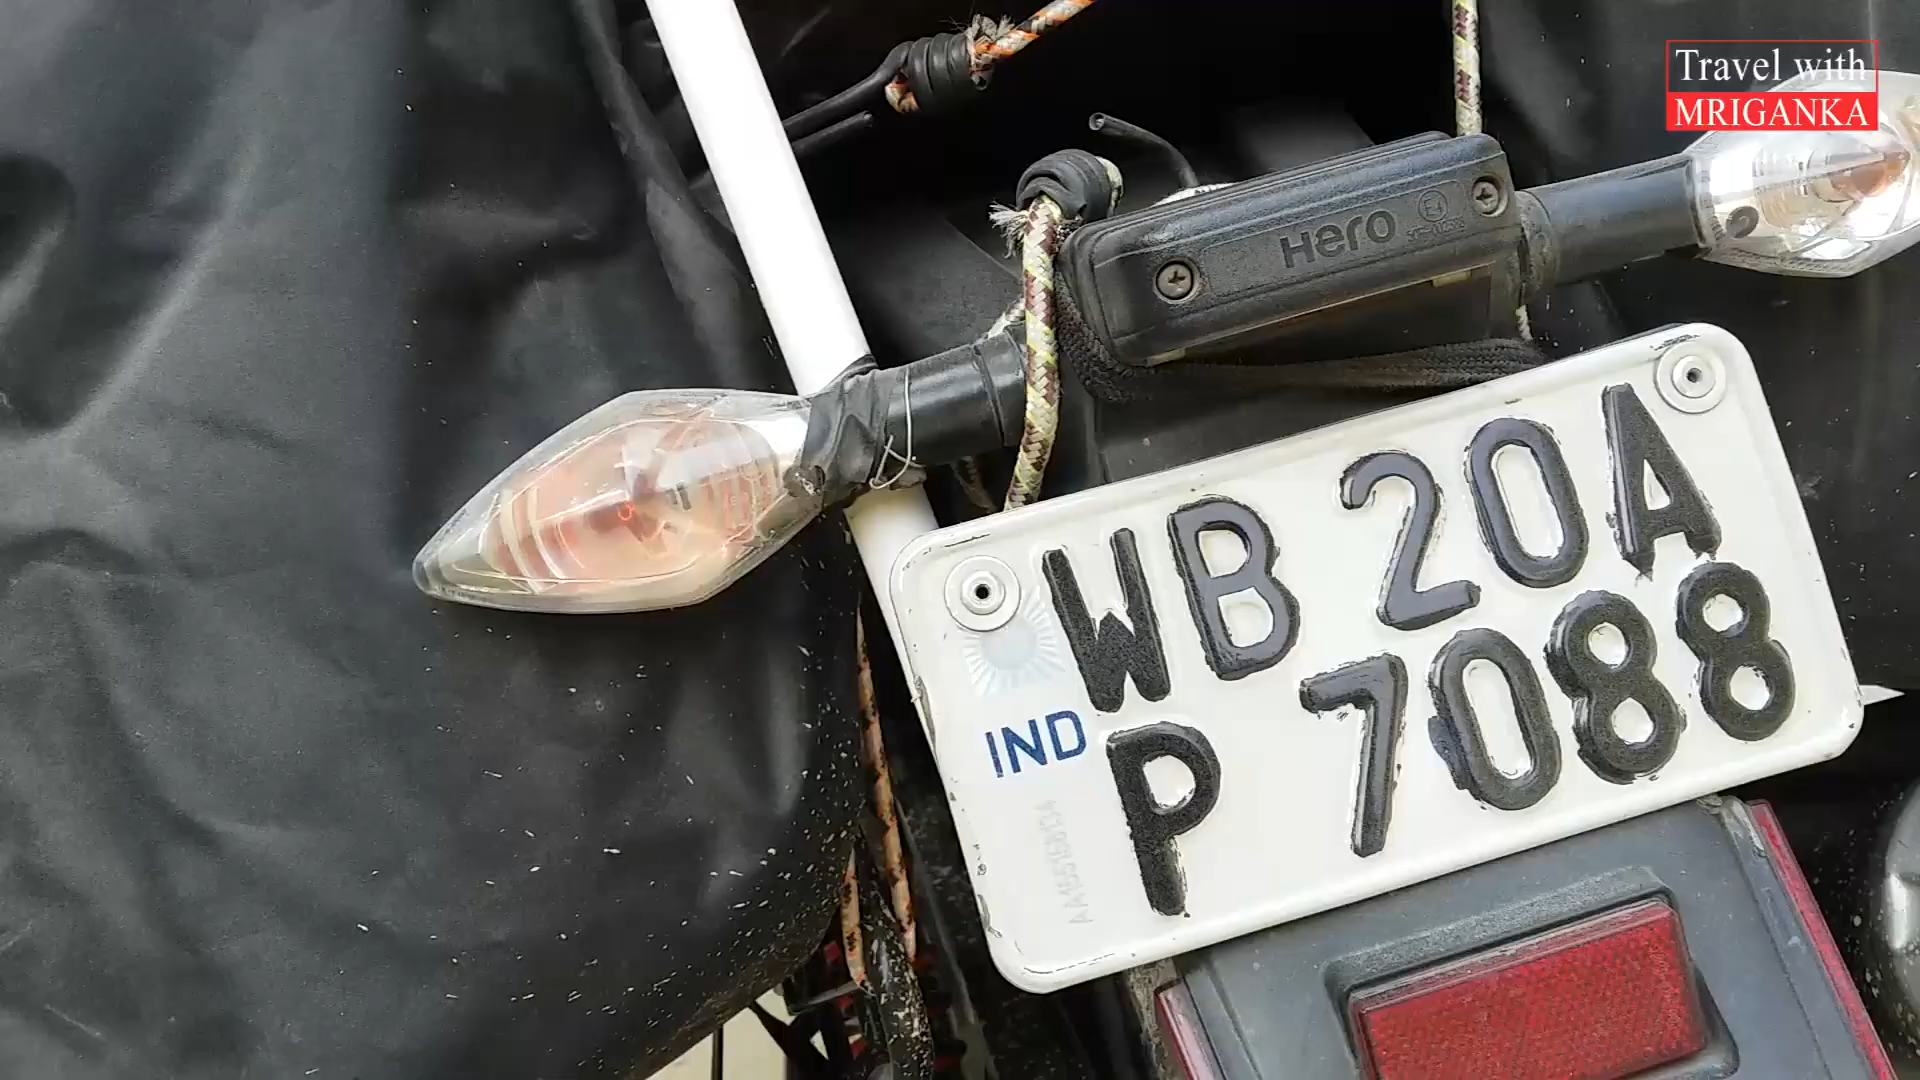 Travel with
MRIGANKA
Hero
WB 20A
IND
P 7088